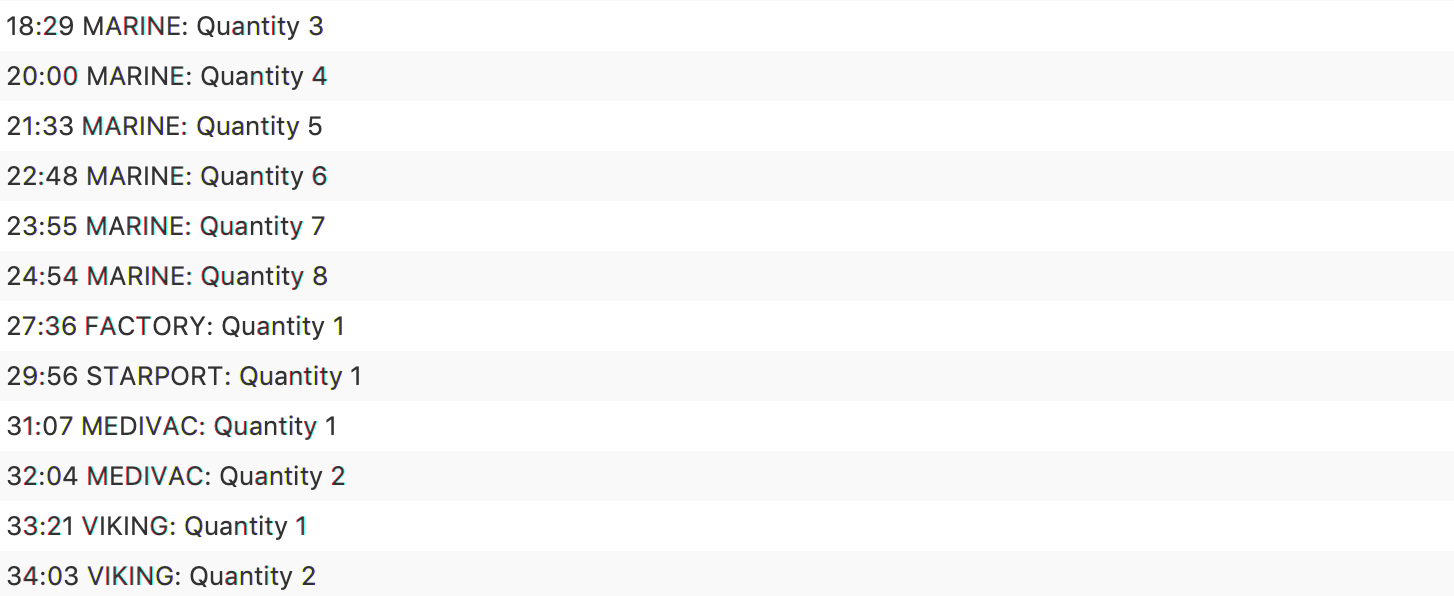 18:29 MARINE: Quantity 3
20:00 MARINE: Quantity 4
21:33 MARINE: Quantity 5
22:48 MARINE: Quantity 6
23:55 MARINE: Quantity 7
24:54 MARINE: Quantity 8
27:36 FACTORY: Quantity 1
29:56 STARPORT: Quantity 1
31:07 MEDIVAC: Quantity 1
32:04 MEDIVAC: Quantity 2
33:21 VIKING: Quantity 1
34:03 VIKING: Quantity 2